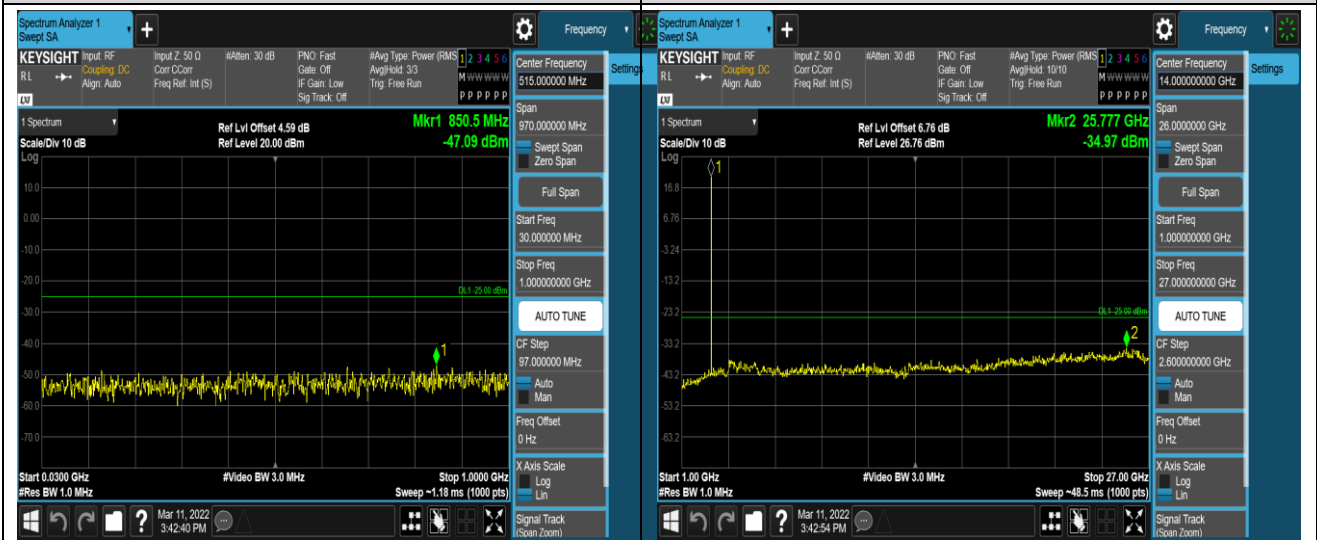 Spectrum Analyzer 1
Swept SA
Frequency
KEYSIGHT
Input: RF
Coupling: DC
Align: Auto
Input Z: 50 Ω
Corr CCorr
Freq Ref: Int (S)
#Atten: 30 dB
PNO: Fast
Gate: Off
IF Gain: Low
Sig Track: Off
#Avg Type: Power (RMS
Avg|Hold: 3/3
Trig: Free Run
1 2 3 4 5 6
M W W W W W
P P P P P P
RL
LXI
Center Frequency
515.000000 MHz
Settings
1 Spectrum
Scale/Div 10 dB
Log
Ref Lvl Offset 4.59 dB
Ref Level 20.00 dBm
Mkr1 850.5 MHz
-47.09 dBm
Span
970.000000 MHz
Swept Span
Zero Span
Full Span
Start Freq
30.000000 MHz
Stop Freq
1.000000000 GHz
AUTO TUNE
CF Step
97.000000 MHz
Auto
Man
Freq Offset
0 Hz
X Axis Scale
Log
Lin
Signal Track
(Span Zoom)
10.0
0.00
-10.0
-20.0
-30.0
-40.0
-50.0
-60.0
-70.0
DL1 -25.00 dBm
1
Start 0.0300 GHz
#Res BW 1.0 MHz
#Video BW 3.0 MHz
Stop 1.0000 GHz
Sweep ~1.18 ms (1000 pts)
Mar 11, 2022
3:42:40 PM
Spectrum Analyzer 1
Swept SA
Frequency
KEYSIGHT
Input: RF
Coupling: DC
Align: Auto
Input Z: 50 Ω
Corr CCorr
Freq Ref: Int (S)
#Atten: 30 dB
PNO: Fast
Gate: Off
IF Gain: Low
Sig Track: Off
#Avg Type: Power (RMS
Avg|Hold: 10/10
Trig: Free Run
1 2 3 4 5 6
M W W W W W
P P P P P P
RL
LXI
Center Frequency
14.000000000 GHz
Settings
1 Spectrum
Scale/Div 10 dB
Log
Ref Lvl Offset 6.76 dB
Ref Level 26.76 dBm
Mkr2 25.777 GHz
-34.97 dBm
Span
26.0000000 GHz
Swept Span
Zero Span
Full Span
Start Freq
1.000000000 GHz
Stop Freq
27.000000000 GHz
AUTO TUNE
CF Step
2.600000000 GHz
Auto
Man
Freq Offset
0 Hz
X Axis Scale
Log
Lin
Signal Track
(Span Zoom)
1
16.8
6.76
-3.24
-13.2
-23.2
-33.2
-43.2
-53.2
-63.2
DL1 -25.00 dBm
2
Start 1.00 GHz
#Res BW 1.0 MHz
#Video BW 3.0 MHz
Stop 27.00 GHz
Sweep ~48.5 ms (1000 pts)
Mar 11, 2022
3:42:54 PM